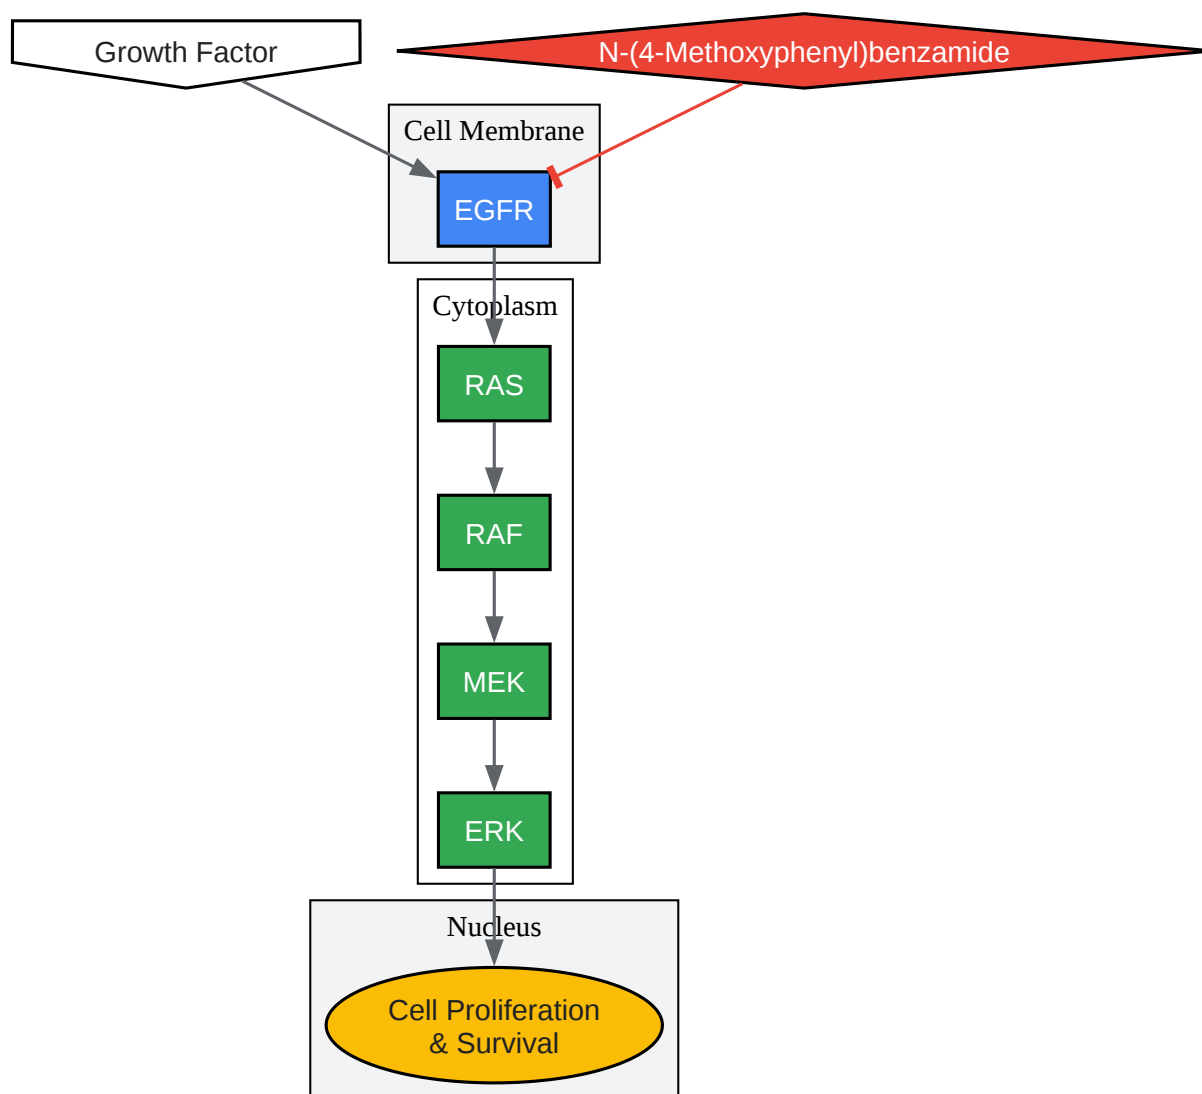 Growth Factor
N-(4-Methoxyphenyl)benzamide
Cell Membrane
EGFR
Cytoplasm
RAS
RAF
MEK
ERK
Nucleus
Cell Proliferation
& Survival